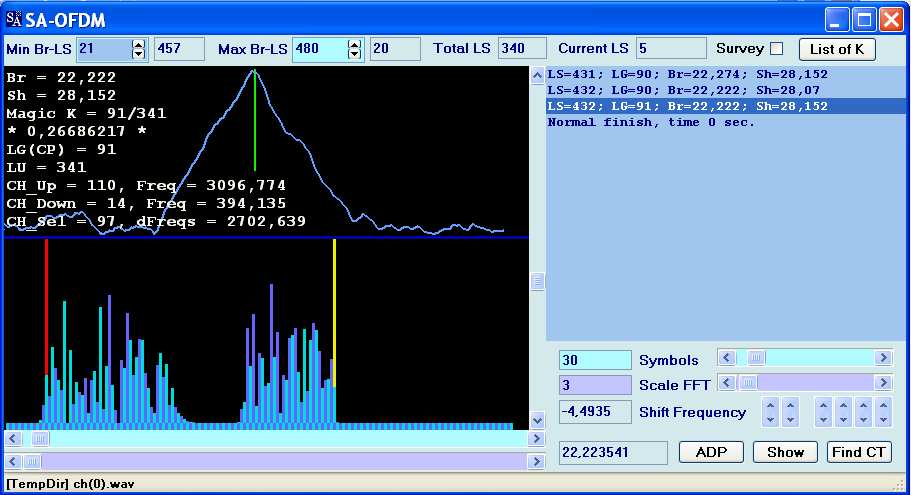 SA SA-OFDM
Min Br-LS 21 457 Max Br-LS 480 20 Total LS 340 Current LS 5 Survey List of K
Br = 22,222
Sh = 28,152
Magic K = 91/341
* 0,26686217 *
LG(CP) = 91
LU = 341
CH_Up = 110, Freq = 3096,774
CH_Down = 14, Freq = 394,135
CH_Sel = 97, dFreqs = 2702,639
LS=431; LG=90; Br=22,274; Sh=28,152
LS=432; LG=90; Br=22,222; Sh=28,07
LS=432; LG=91; Br=22,222; Sh=28,152
Normal finish, time 0 sec.
30 Symbols
3 Scale FFT
-4,4935 Shift Frequency
22,223541 ADP Show Find CT
[TempDir] ch(0).wav